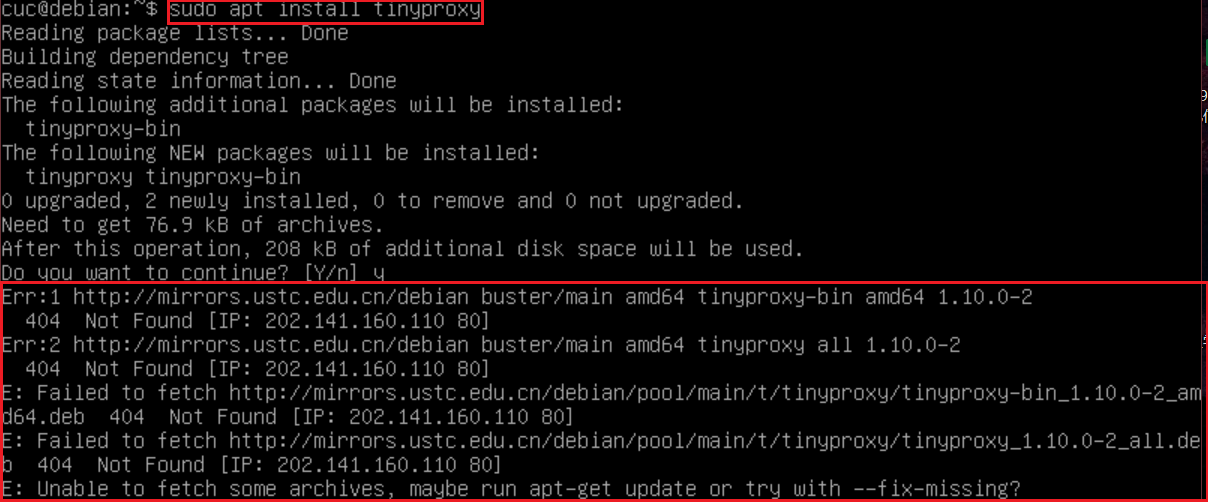 cuc@debian:~$ sudo apt install tinyproxy
Reading package lists... Done
Building dependency tree
Reading state information... Done
The following additional packages will be installed:
  tinyproxy-bin
The following NEW packages will be installed:
  tinyproxy tinyproxy-bin
0 upgraded, 2 newly installed, 0 to remove and 0 not upgraded.
Need to get 76.9 kB of archives.
After this operation, 208 kB of additional disk space will be used.
Do you want to continue? [Y/n] y
Err:1 http://mirrors.ustc.edu.cn/debian buster/main amd64 tinyproxy-bin amd64 1.10.0-2
  404  Not Found [IP: 202.141.160.110 80]
Err:2 http://mirrors.ustc.edu.cn/debian buster/main amd64 tinyproxy all 1.10.0-2
  404  Not Found [IP: 202.141.160.110 80]
E: Failed to fetch http://mirrors.ustc.edu.cn/debian/pool/main/t/tinyproxy/tinyproxy-bin_1.10.0-2_am
d64.deb  404  Not Found [IP: 202.141.160.110 80]
E: Failed to fetch http://mirrors.ustc.edu.cn/debian/pool/main/t/tinyproxy/tinyproxy_1.10.0-2_all.de
b  404  Not Found [IP: 202.141.160.110 80]
E: Unable to fetch some archives, maybe run apt-get update or try with --fix-missing?